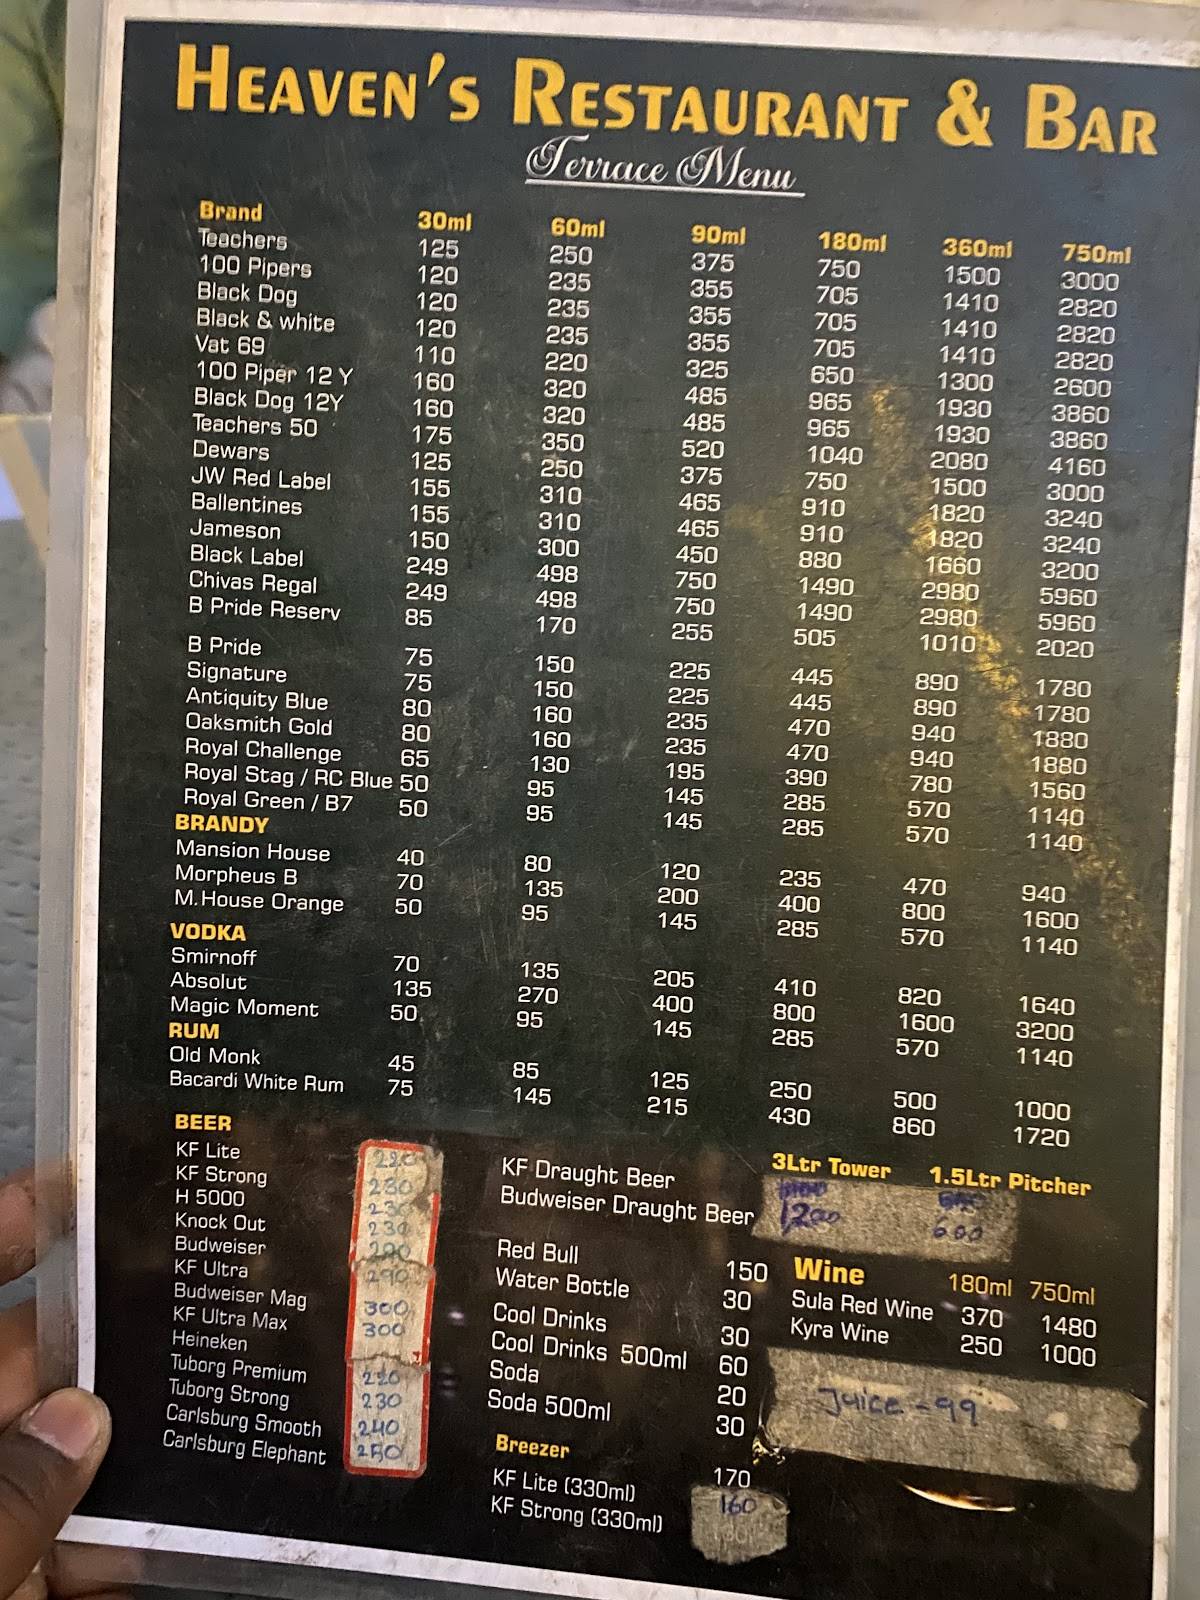 HEAVEN'S RESTAURANT & BAR
Terrace Menu
Brand 30ml 60ml 90ml 180ml 360ml 750ml
Teachers 125 250 375 750 1500 3000
100 Pipers 120 235 355 705 1410 2820
Black Dog 120 235 355 705 1410 2820
Black & white 120 235 355 705 1410 2820
Vat 69 110 220 325 650 1300 2600
100 Piper 12 Y 160 320 485 965 1930 3860
Black Dog 12Y 160 320 485 965 1930 3860
Teachers 50 175 350 520 1040 2080 4160
Dewars 125 250 375 750 1500 3000
JW Red Label 155 310 465 910 1820 3240
Ballentines 155 310 465 910 1820 3240
Jameson 150 300 450 880 1660 3200
Black Label 249 498 750 1490 2980 5960
Chivas Regal 249 498 750 1490 2980 5960
B Pride Reserv 85 170 255 505 1010 2020
B Pride 75 150 225 445 890 1780
Signature 75 150 225 445 890 1780
Antiquity Blue 80 160 235 470 940 1880
Oaksmith Gold 80 160 235 470 940 1880
Royal Challenge 65 130 195 390 780 1560
Royal Stag / RC Blue 50 95 145 285 570 1140
Royal Green / B7 50 95 145 285 570 1140
BRANDY
Mansion House 40 80 120 235 470 940
Morpheus B 70 135 200 400 800 1600
M.House Orange 50 95 145 285 570 1140
VODKA
Smirnoff 70 135 205 410 820 1640
Absolut 135 270 400 800 1600 3200
Magic Moment 50 95 145 285 570 1140
RUM
Old Monk 45 85 125 250 500 1000
Bacardi White Rum 75 145 215 430 860 1720
BEER
KF Lite 220
KF Strong 230
H 5000 230
Knock Out 230
Budweiser
KF Ultra 290
Budweiser Mag 300
KF Ultra Max 300
Heineken
Tuborg Premium 220
Tuborg Strong 230
Carlsburg Smooth 240
Carlsburg Elephant 250
3Ltr Tower 1.5Ltr Pitcher
KF Draught Beer
Budweiser Draught Beer 1200 600
Red Bull 150
Water Bottle 30
Cool Drinks 30
Cool Drinks 500ml 60
Soda 20
Soda 500ml 30
Breezer
KF Lite (330ml) 170
KF Strong (330ml) 160
Wine 180ml 750ml
Sula Red Wine 370 1480
Kyra Wine 250 1000
Juice - 99